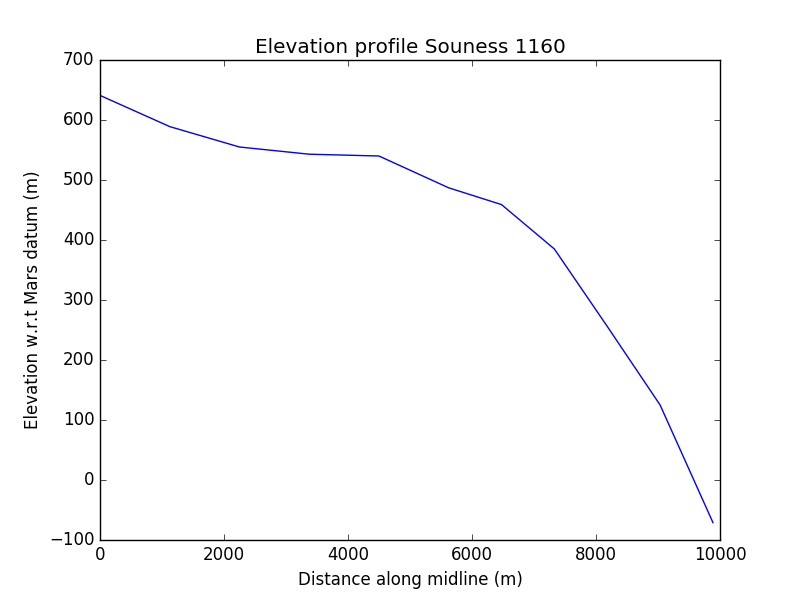 Elevation profile Souness 1160
700
600
500
400
300
200
100
0
−100
Elevation w.r.t Mars datum (m)
0 2000 4000 6000 8000 10000
Distance along midline (m)